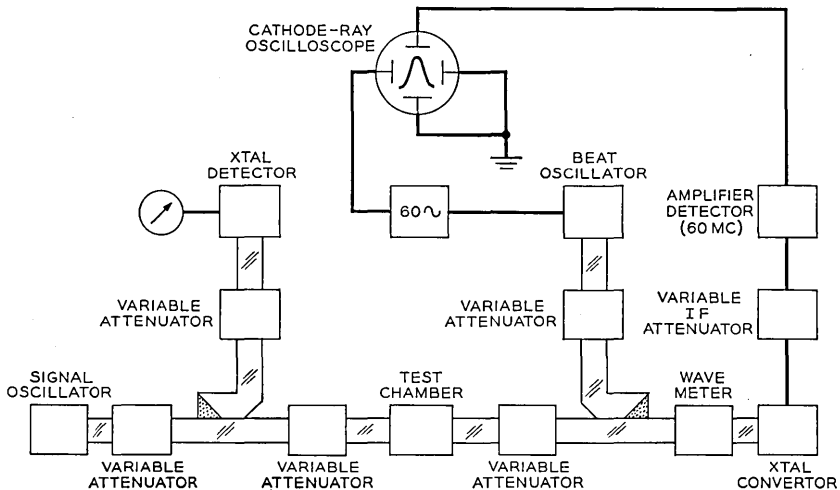 CATHODE-RAY
OSCILLOSCOPE
XTAL
DETECTOR
BEAT
OSCILLATOR
60~
AMPLIFIER
DETECTOR
(60 MC)
VARIABLE
ATTENUATOR
VARIABLE
ATTENUATOR
VARIABLE
IF
ATTENUATOR
SIGNAL
OSCILLATOR
TEST
CHAMBER
WAVE
METER
VARIABLE
ATTENUATOR
VARIABLE
ATTENUATOR
VARIABLE
ATTENUATOR
XTAL
CONVERTOR